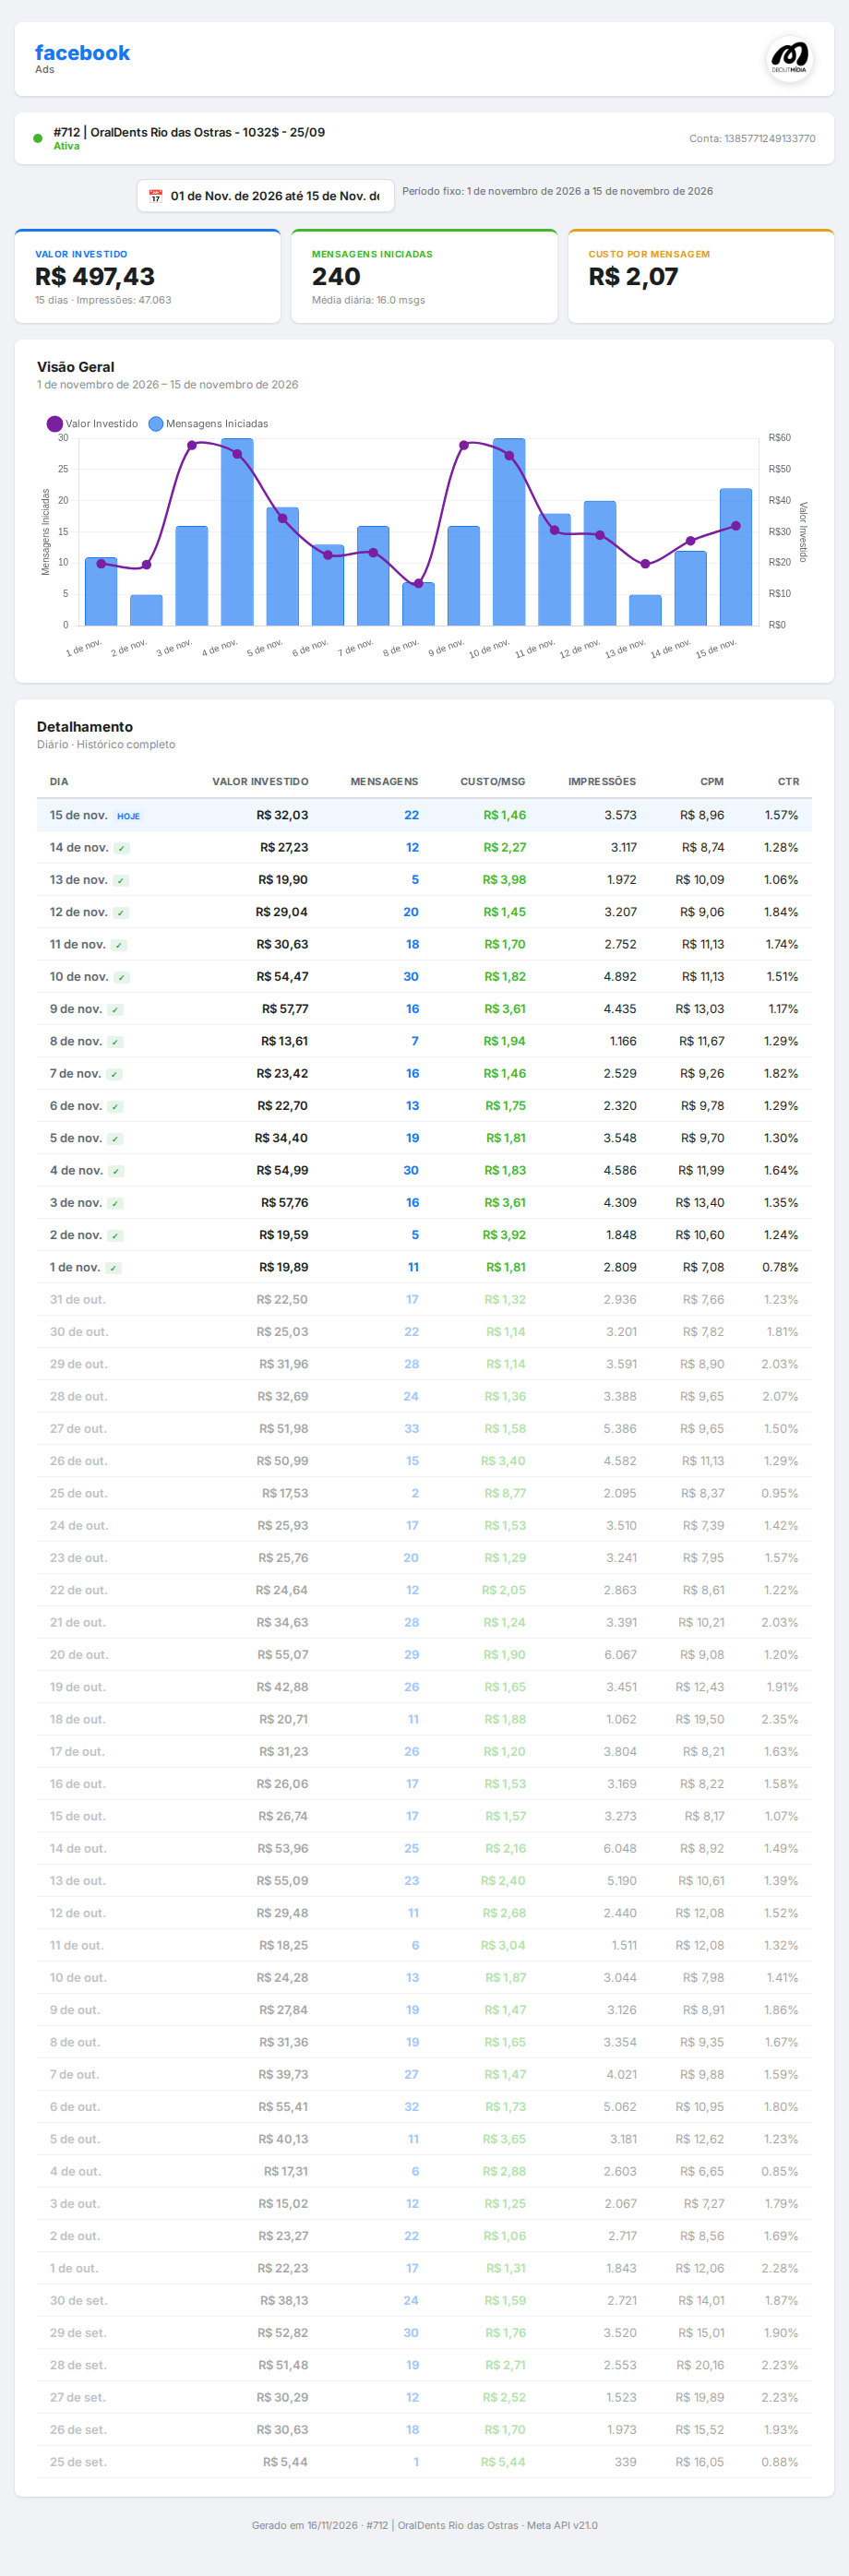 facebook
Ads
DBOUTMÍDIA
#712 | OralDents Rio das Ostras - 1032$ - 25/09
Ativa
Conta: 1385771249133770
01 de Nov. de 2026 até 15 de Nov. de
Período fixo: 1 de novembro de 2026 a 15 de novembro de 2026
VALOR INVESTIDO
R$ 497,43
15 dias · Impressões: 47.063
MENSAGENS INICIADAS
240
Média diária: 16.0 msgs
CUSTO POR MENSAGEM
R$ 2,07
Visão Geral
1 de novembro de 2026 – 15 de novembro de 2026
Valor Investido Mensagens Iniciadas
Mensagens Iniciadas
30
25
20
15
10
5
0
R$60
R$50
R$40
R$30
R$20
R$10
R$0
Valor Investido
1 de nov. 2 de nov. 3 de nov. 4 de nov. 5 de nov. 6 de nov. 7 de nov. 8 de nov. 9 de nov. 10 de nov. 11 de nov. 12 de nov. 13 de nov. 14 de nov. 15 de nov.
Detalhamento
Diário · Histórico completo
DIA VALOR INVESTIDO MENSAGENS CUSTO/MSG IMPRESSÕES CPM CTR
15 de nov. HOJE R$ 32,03 22 R$ 1,46 3.573 R$ 8,96 1.57%
14 de nov. ✓ R$ 27,23 12 R$ 2,27 3.117 R$ 8,74 1.28%
13 de nov. ✓ R$ 19,90 5 R$ 3,98 1.972 R$ 10,09 1.06%
12 de nov. ✓ R$ 29,04 20 R$ 1,45 3.207 R$ 9,06 1.84%
11 de nov. ✓ R$ 30,63 18 R$ 1,70 2.752 R$ 11,13 1.74%
10 de nov. ✓ R$ 54,47 30 R$ 1,82 4.892 R$ 11,13 1.51%
9 de nov. ✓ R$ 57,77 16 R$ 3,61 4.435 R$ 13,03 1.17%
8 de nov. ✓ R$ 13,61 7 R$ 1,94 1.166 R$ 11,67 1.29%
7 de nov. ✓ R$ 23,42 16 R$ 1,46 2.529 R$ 9,26 1.82%
6 de nov. ✓ R$ 22,70 13 R$ 1,75 2.320 R$ 9,78 1.29%
5 de nov. ✓ R$ 34,40 19 R$ 1,81 3.548 R$ 9,70 1.30%
4 de nov. ✓ R$ 54,99 30 R$ 1,83 4.586 R$ 11,99 1.64%
3 de nov. ✓ R$ 57,76 16 R$ 3,61 4.309 R$ 13,40 1.35%
2 de nov. ✓ R$ 19,59 5 R$ 3,92 1.848 R$ 10,60 1.24%
1 de nov. ✓ R$ 19,89 11 R$ 1,81 2.809 R$ 7,08 0.78%
31 de out. R$ 22,50 17 R$ 1,32 2.936 R$ 7,66 1.23%
30 de out. R$ 25,03 22 R$ 1,14 3.201 R$ 7,82 1.81%
29 de out. R$ 31,96 28 R$ 1,14 3.591 R$ 8,90 2.03%
28 de out. R$ 32,69 24 R$ 1,36 3.388 R$ 9,65 2.07%
27 de out. R$ 51,98 33 R$ 1,58 5.386 R$ 9,65 1.50%
26 de out. R$ 50,99 15 R$ 3,40 4.582 R$ 11,13 1.29%
25 de out. R$ 17,53 2 R$ 8,77 2.095 R$ 8,37 0.95%
24 de out. R$ 25,93 17 R$ 1,53 3.510 R$ 7,39 1.42%
23 de out. R$ 25,76 20 R$ 1,29 3.241 R$ 7,95 1.57%
22 de out. R$ 24,64 12 R$ 2,05 2.863 R$ 8,61 1.22%
21 de out. R$ 34,63 28 R$ 1,24 3.391 R$ 10,21 2.03%
20 de out. R$ 55,07 29 R$ 1,90 6.067 R$ 9,08 1.20%
19 de out. R$ 42,88 26 R$ 1,65 3.451 R$ 12,43 1.91%
18 de out. R$ 20,71 11 R$ 1,88 1.062 R$ 19,50 2.35%
17 de out. R$ 31,23 26 R$ 1,20 3.804 R$ 8,21 1.63%
16 de out. R$ 26,06 17 R$ 1,53 3.169 R$ 8,22 1.58%
15 de out. R$ 26,74 17 R$ 1,57 3.273 R$ 8,17 1.07%
14 de out. R$ 53,96 25 R$ 2,16 6.048 R$ 8,92 1.49%
13 de out. R$ 55,09 23 R$ 2,40 5.190 R$ 10,61 1.39%
12 de out. R$ 29,48 11 R$ 2,68 2.440 R$ 12,08 1.52%
11 de out. R$ 18,25 6 R$ 3,04 1.511 R$ 12,08 1.32%
10 de out. R$ 24,28 13 R$ 1,87 3.044 R$ 7,98 1.41%
9 de out. R$ 27,84 19 R$ 1,47 3.126 R$ 8,91 1.86%
8 de out. R$ 31,36 19 R$ 1,65 3.354 R$ 9,35 1.67%
7 de out. R$ 39,73 27 R$ 1,47 4.021 R$ 9,88 1.59%
6 de out. R$ 55,41 32 R$ 1,73 5.062 R$ 10,95 1.80%
5 de out. R$ 40,13 11 R$ 3,65 3.181 R$ 12,62 1.23%
4 de out. R$ 17,31 6 R$ 2,88 2.603 R$ 6,65 0.85%
3 de out. R$ 15,02 12 R$ 1,25 2.067 R$ 7,27 1.79%
2 de out. R$ 23,27 22 R$ 1,06 2.717 R$ 8,56 1.69%
1 de out. R$ 22,23 17 R$ 1,31 1.843 R$ 12,06 2.28%
30 de set. R$ 38,13 24 R$ 1,59 2.721 R$ 14,01 1.87%
29 de set. R$ 52,82 30 R$ 1,76 3.520 R$ 15,01 1.90%
28 de set. R$ 51,48 19 R$ 2,71 2.553 R$ 20,16 2.23%
27 de set. R$ 30,29 12 R$ 2,52 1.523 R$ 19,89 2.23%
26 de set. R$ 30,63 18 R$ 1,70 1.973 R$ 15,52 1.93%
25 de set. R$ 5,44 1 R$ 5,44 339 R$ 16,05 0.88%
Gerado em 16/11/2026 · #712 | OralDents Rio das Ostras · Meta API v21.0